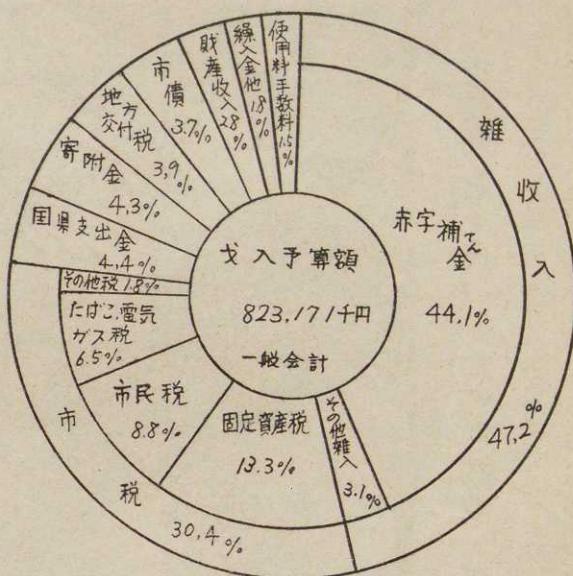 才入予算額
823,171千円
一般会計
雑収入
47.2%
赤字補てん
金
44.1%
その他雑入
3.1%
市税
30.4%
固定資産税
13.3%
市民税
8.8%
たばこ、電気
ガス税
6.5%
その他税 1.8%
国県支出金
4.4%
寄附金
4.3%
地方
交付税
3.9%
市債
3.7%
財産収入 28%
繰入金他 18%
使用料手数料 1.5%